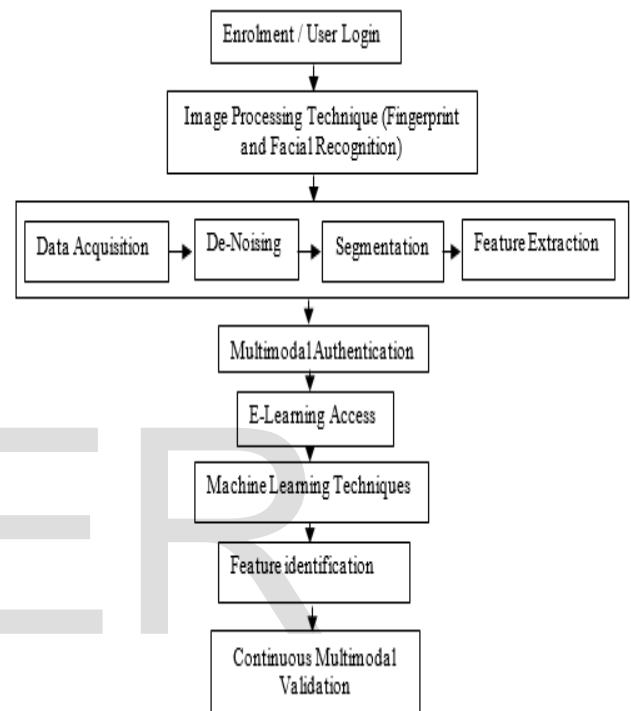 Enrolment / User Login
Image Processing Technique (Fingerprint
and Facial Recognition)
Data Acquisition
De-Noising
Segmentation
Feature Extraction
Multimodal Authentication
E-Learning Access
Machine Learning Techniques
Feature identification
Continuous Multimodal
Validation
ER